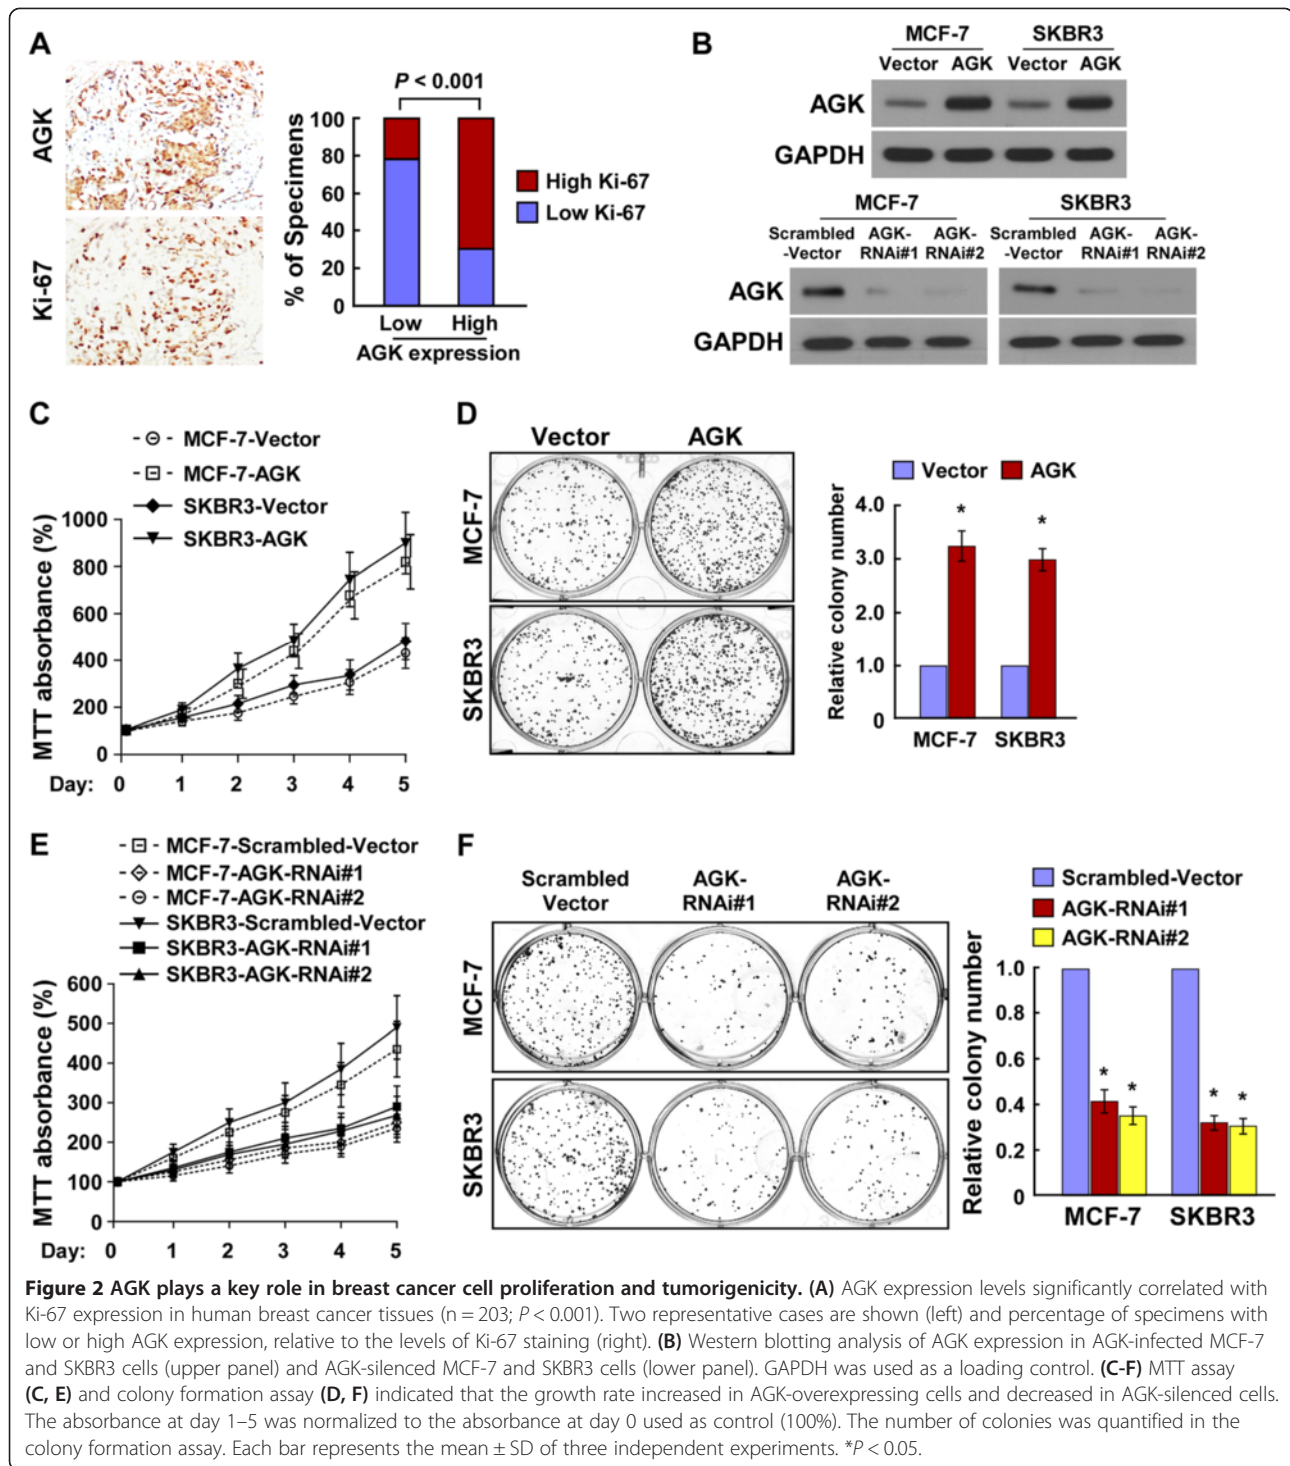 A
AGK
Ki-67
P < 0.001
100
80
60
40
20
0
% of Specimens
High Ki-67
Low Ki-67
Low High
AGK expression
B
MCF-7 SKBR3
Vector AGK Vector AGK
AGK
GAPDH
MCF-7 SKBR3
Scrambled AGK- AGK- Scrambled AGK- AGK-
-Vector RNAi#1 RNAi#2 -Vector RNAi#1 RNAi#2
AGK
GAPDH
C
MCF-7-Vector
MCF-7-AGK
SKBR3-Vector
SKBR3-AGK
MTT absorbance (%)
1000
800
600
400
200
0
Day: 0 1 2 3 4 5
D
Vector AGK
MCF-7
SKBR3
Vector AGK
Relative colony number
4.0
3.0
2.0
1.0
0
* *
MCF-7 SKBR3
E
MCF-7-Scrambled-Vector
MCF-7-AGK-RNAi#1
MCF-7-AGK-RNAi#2
SKBR3-Scrambled-Vector
SKBR3-AGK-RNAi#1
SKBR3-AGK-RNAi#2
MTT absorbance (%)
600
500
400
300
200
100
0
Day: 0 1 2 3 4 5
F
Scrambled AGK- AGK-
Vector RNAi#1 RNAi#2
MCF-7
SKBR3
Scrambled-Vector
AGK-RNAi#1
AGK-RNAi#2
Relative colony number
1.0
0.8
0.6
0.4
0.2
0
* * * *
MCF-7 SKBR3
Figure 2 AGK plays a key role in breast cancer cell proliferation and tumorigenicity. (A) AGK expression levels significantly correlated with
Ki-67 expression in human breast cancer tissues (n = 203; P < 0.001). Two representative cases are shown (left) and percentage of specimens with
low or high AGK expression, relative to the levels of Ki-67 staining (right). (B) Western blotting analysis of AGK expression in AGK-infected MCF-7
and SKBR3 cells (upper panel) and AGK-silenced MCF-7 and SKBR3 cells (lower panel). GAPDH was used as a loading control. (C-F) MTT assay
(C, E) and colony formation assay (D, F) indicated that the growth rate increased in AGK-overexpressing cells and decreased in AGK-silenced cells.
The absorbance at day 1–5 was normalized to the absorbance at day 0 used as control (100%). The number of colonies was quantified in the
colony formation assay. Each bar represents the mean ± SD of three independent experiments. *P < 0.05.